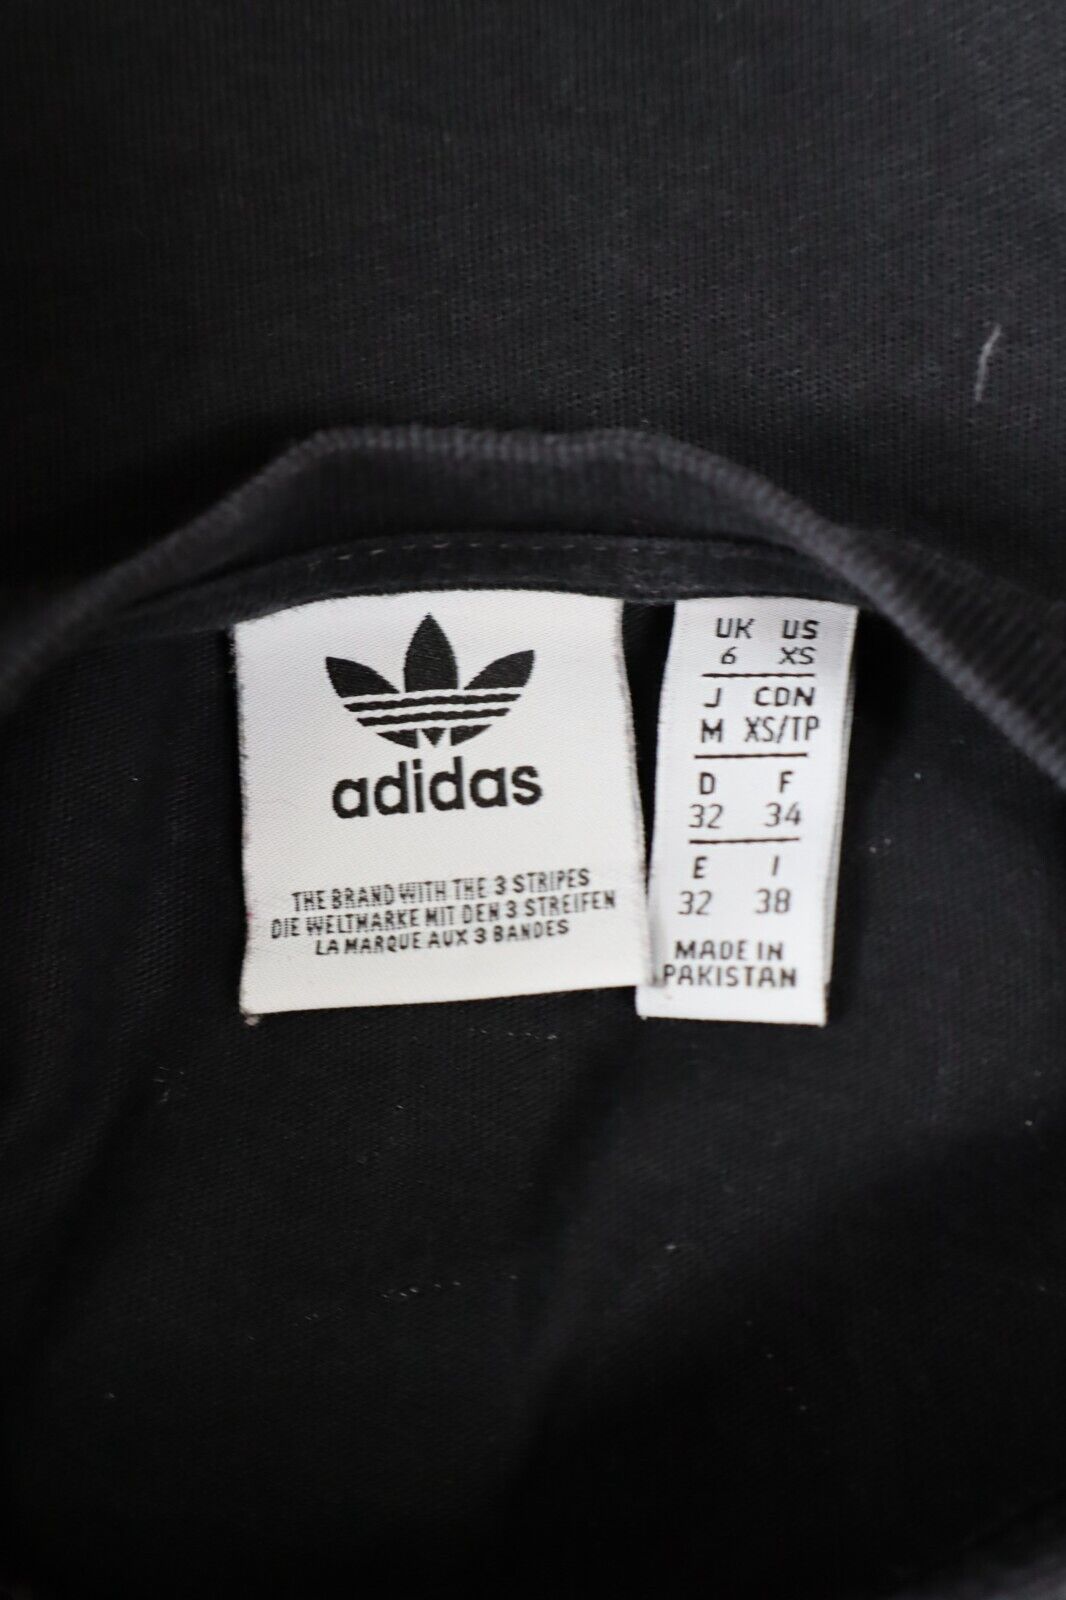 adidas
THE BRAND WITH THE 3 STRIPES
DIE WELTMARKE MIT DEN 3 STREIFEN
LA MARQUE AUX 3 BANDES
UK US
6 XS
J CDN
M XS/TP
D F
32 34
E I
32 38
MADE IN
PAKISTAN